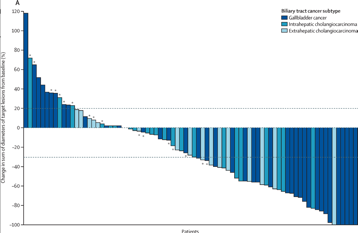 A
Biliary tract cancer subtype
Gallbladder cancer
Intrahepatic cholangiocarcinoma
Extrahepatic cholangiocarcinoma
Change in sum of diameters of target lesions from baseline (%)
120
100
80
60
40
20
0
-20
-40
-60
-80
-100
Patients